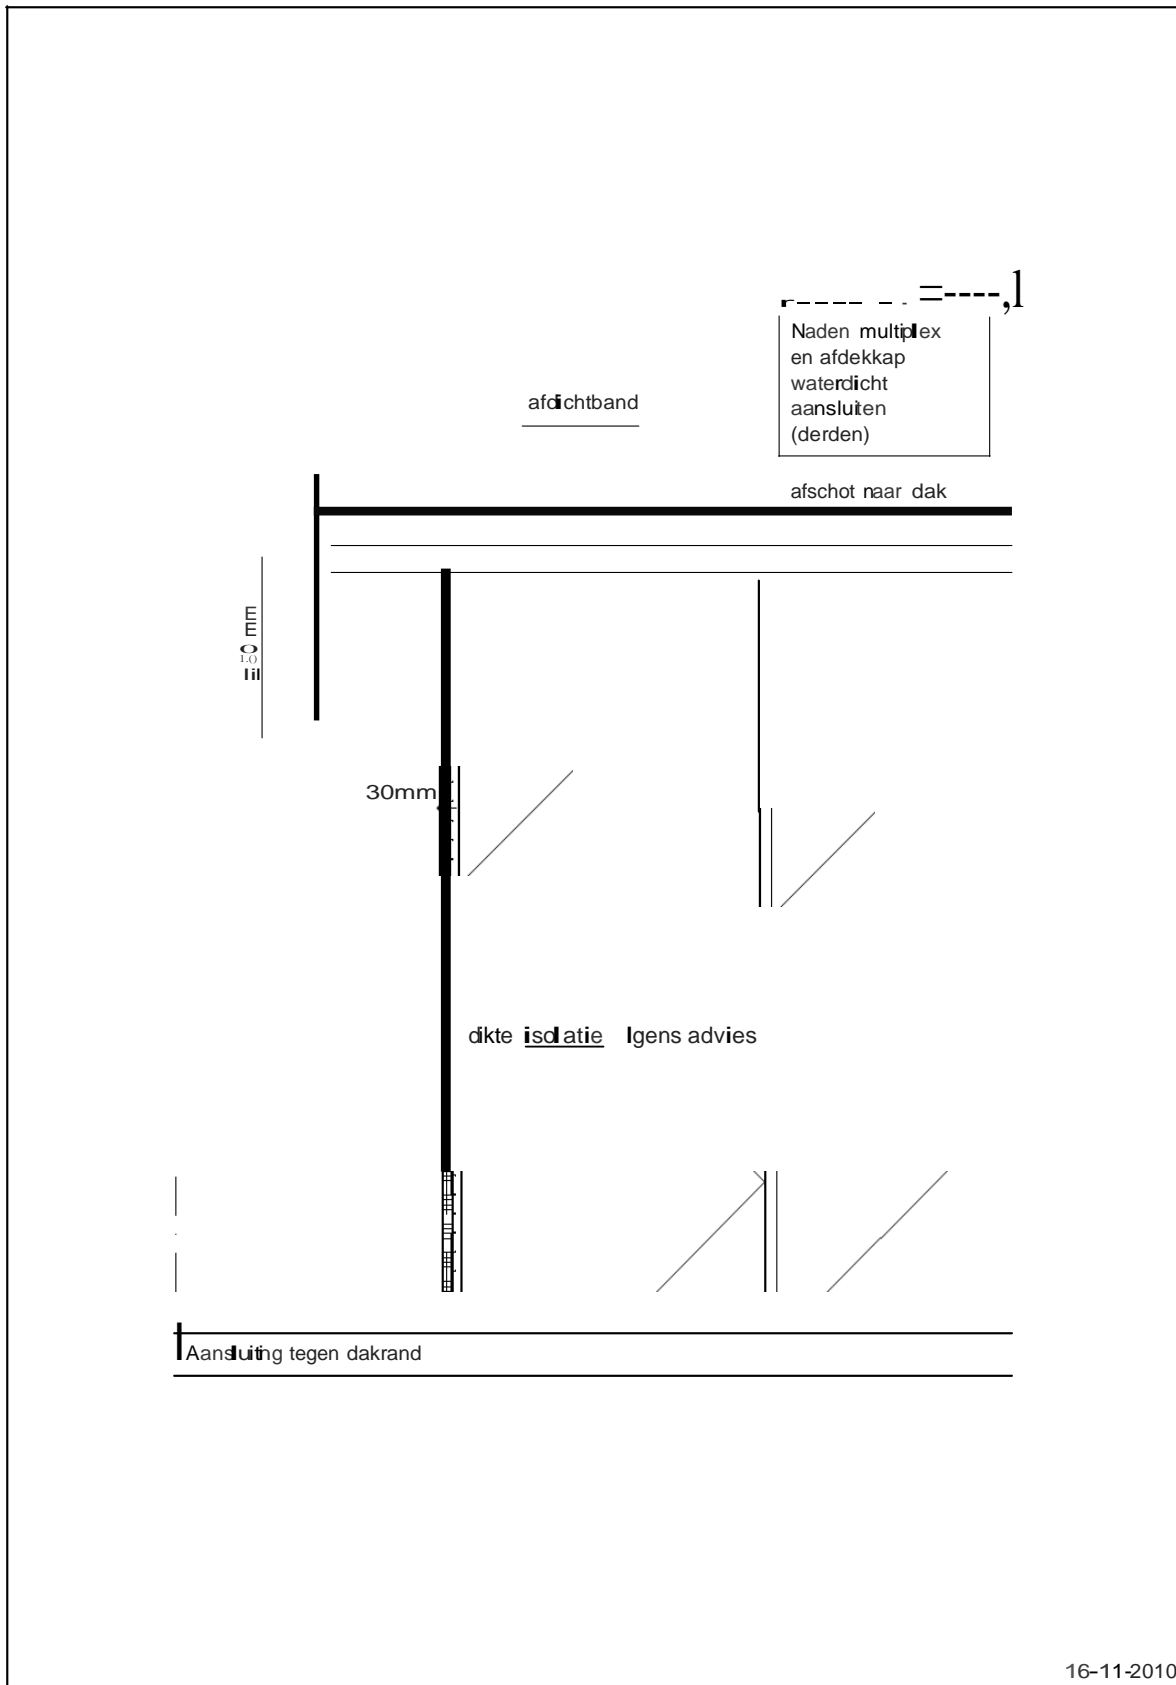 Naden multiplex
en afdekkap
waterdicht
aansluiten
(derden)
afdichtband
afschot naar dak
30mm
dikte isolatie lgens advies
Aansluiting tegen dakrand
16-11-2010